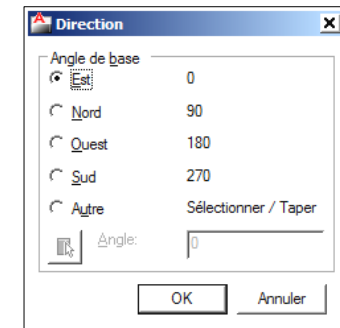 Direction
Angle de base
Est 0
Nord 90
Ouest 180
Sud 270
Autre Sélectionner / Taper
Angle: 0
OK Annuler